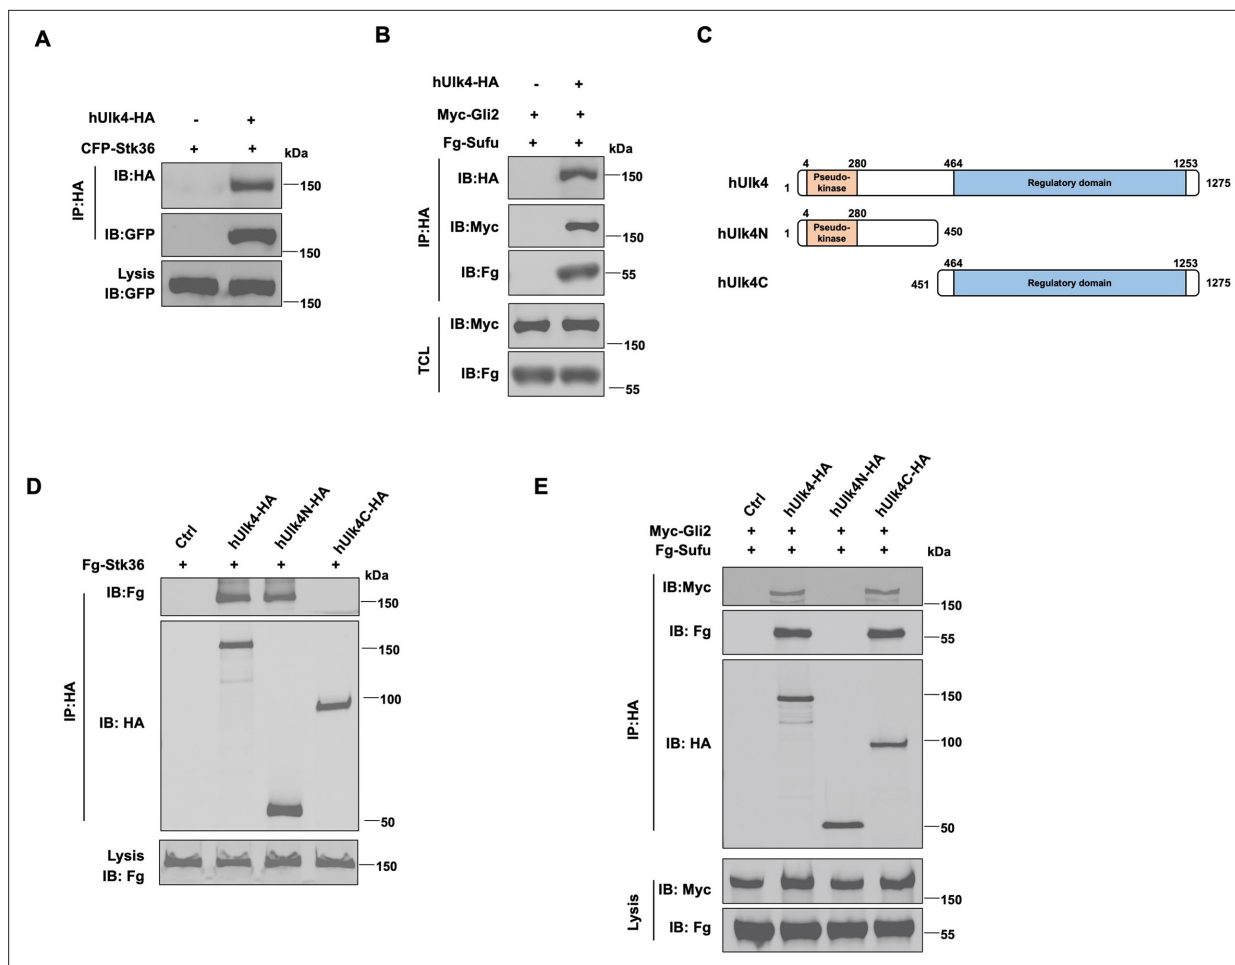 A
hUlk4-HA - +
CFP-Stk36 + + kDa
IP:HA
IB:HA 150
IB:GFP 150
Lysis
IB:GFP 150
B
hUlk4-HA - +
Myc-Gli2 + +
Fg-Sufu + + kDa
IP:HA
IB:HA 150
IB:Myc 150
IB:Fg 55
TCL
IB:Myc 150
IB:Fg 55
C
4 280 464 1253
hUlk4 1 Pseudo- Regulatory domain 1275
kinase
4 280
hUlk4N 1 Pseudo- 450
kinase
464 1253
hUlk4C 451 Regulatory domain 1275
D
Ctrl hUlk4-HA hUlk4N-HA hUlk4C-HA
Fg-Stk36 + + + + kDa
IP:HA
IB:Fg 150
150
100
IB: HA
50
Lysis 150
IB: Fg
E
Ctrl hUlk4-HA hUlk4N-HA hUlk4C-HA
Myc-Gli2 + + + +
Fg-Sufu + + + + kDa
IP:HA
IB:Myc 150
IB: Fg 55
150
IB: HA 100
50
Lysis
IB: Myc 150
IB: Fg 55